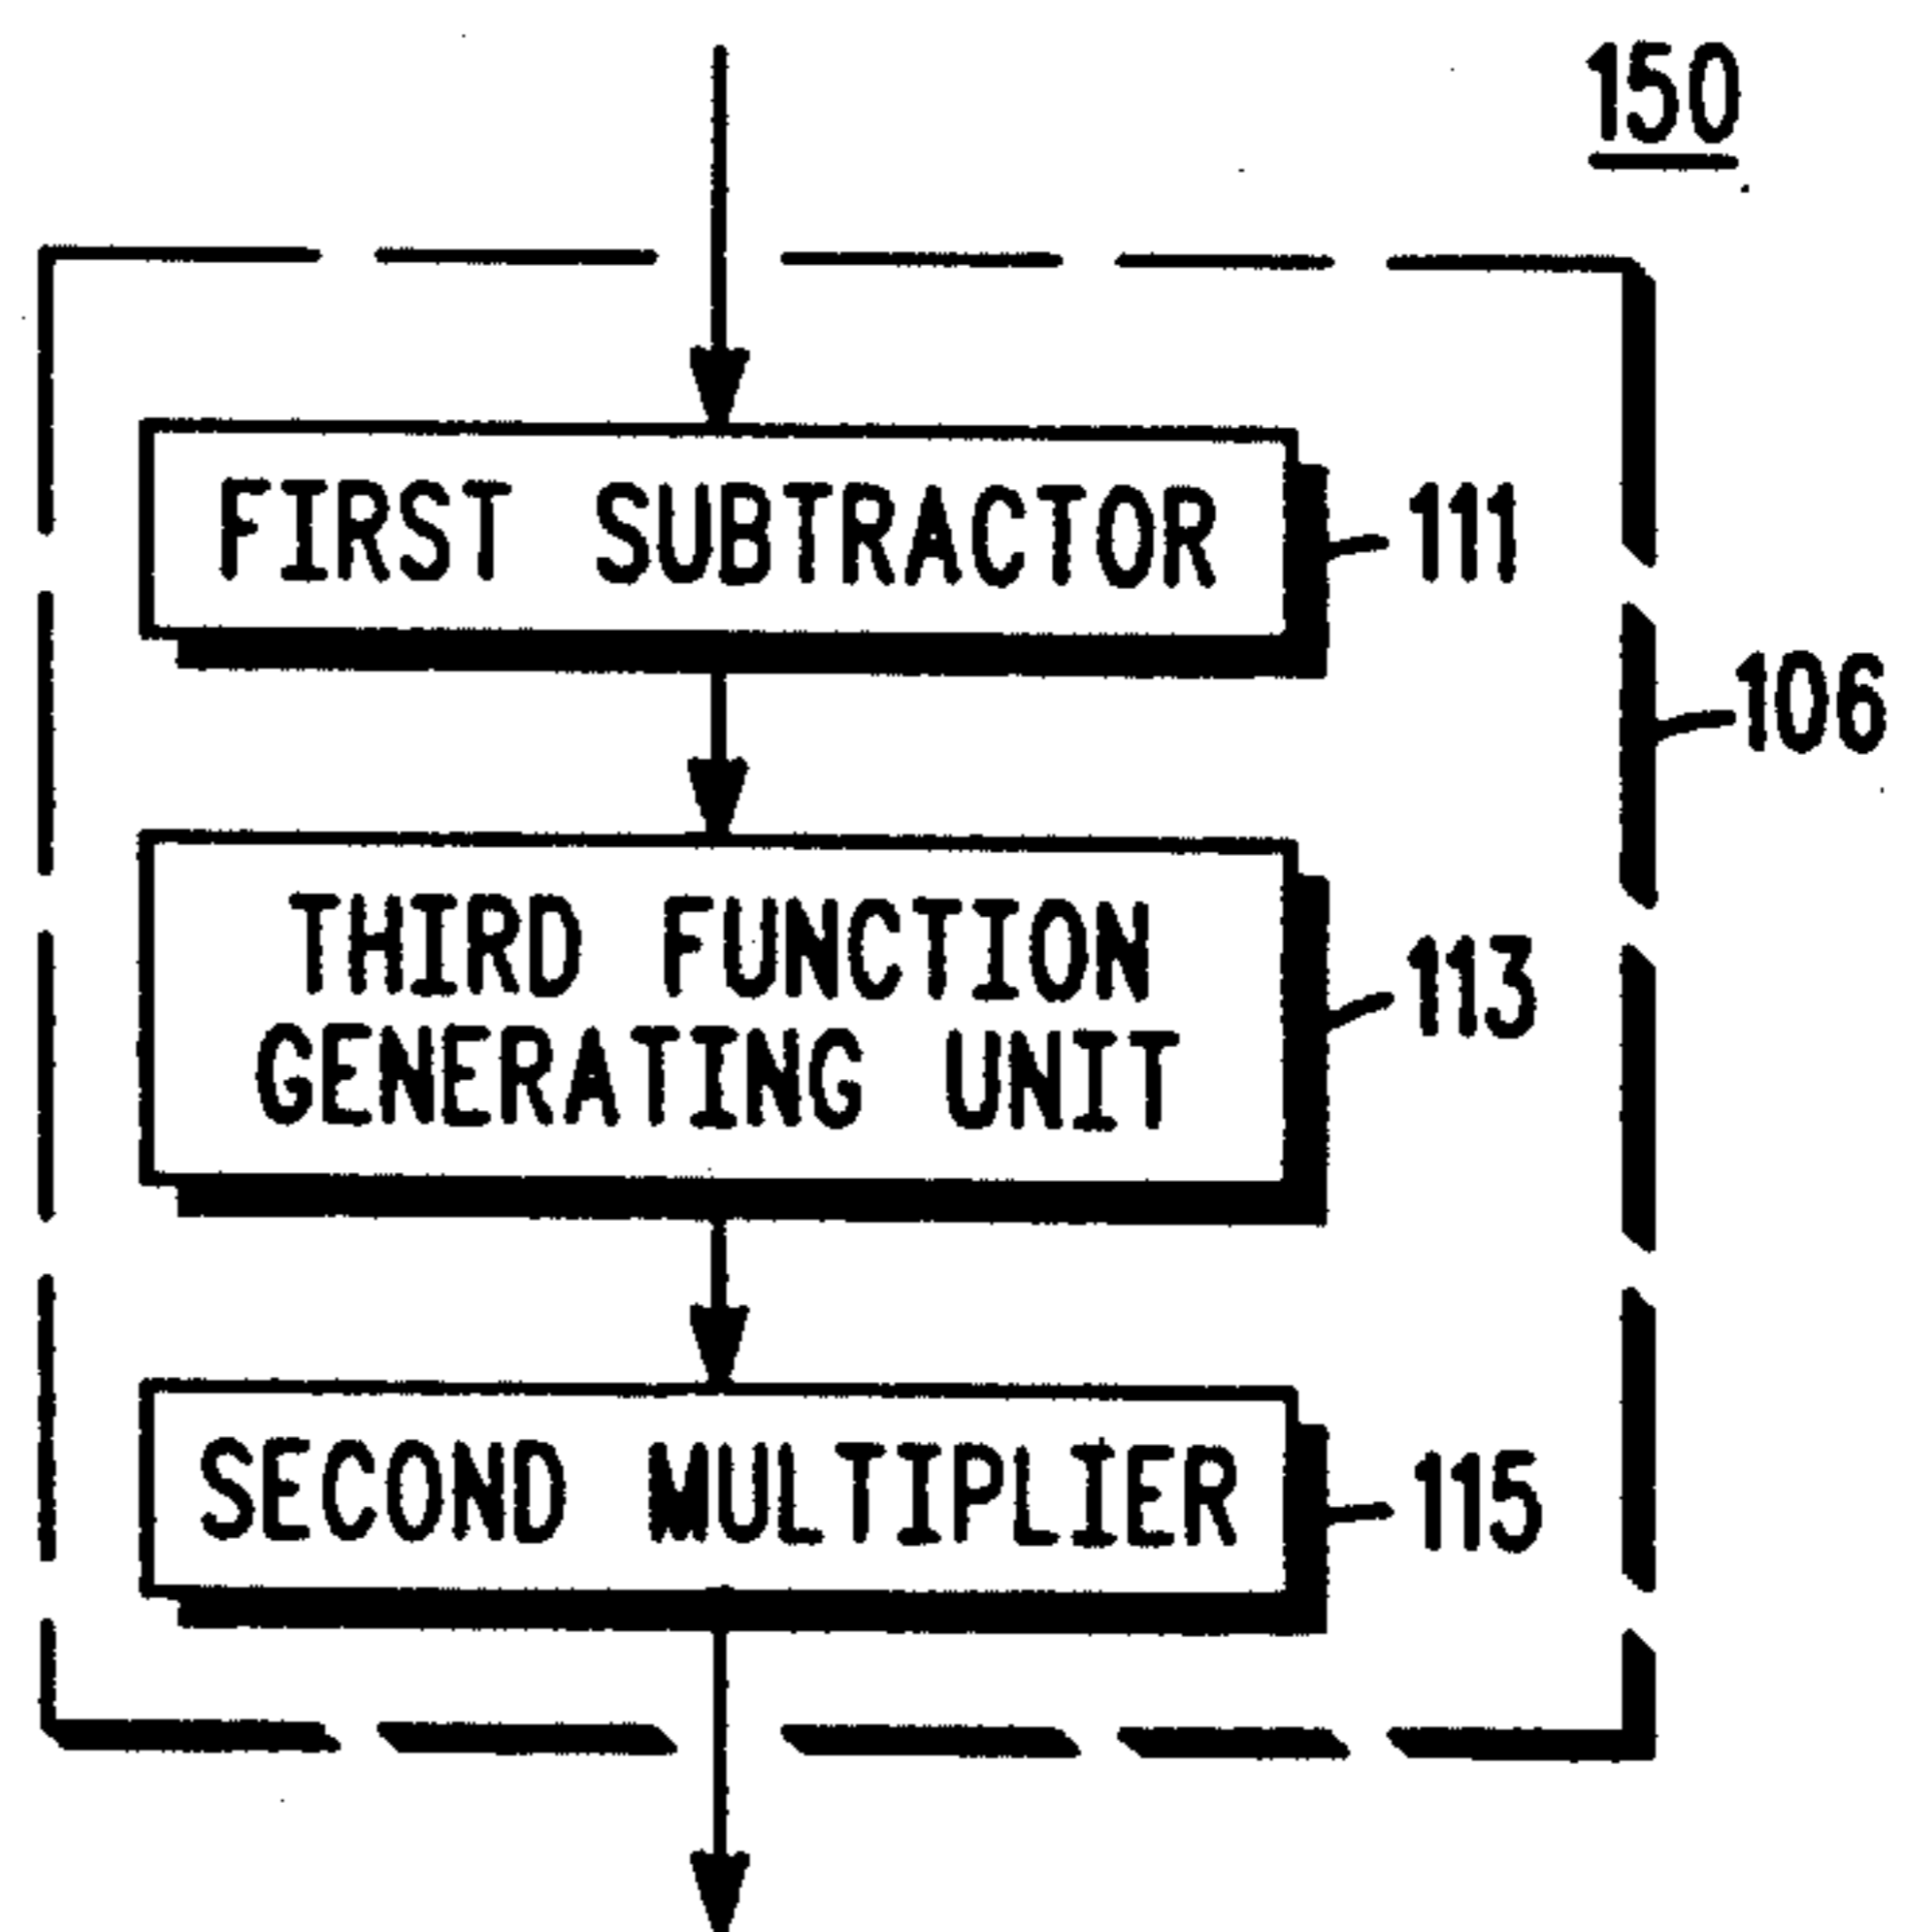 150
FIRST SUBTRACTOR
111
106
THIRD FUNCTION
GENERATING UNIT
113
SECOND MULTIPLIER
115